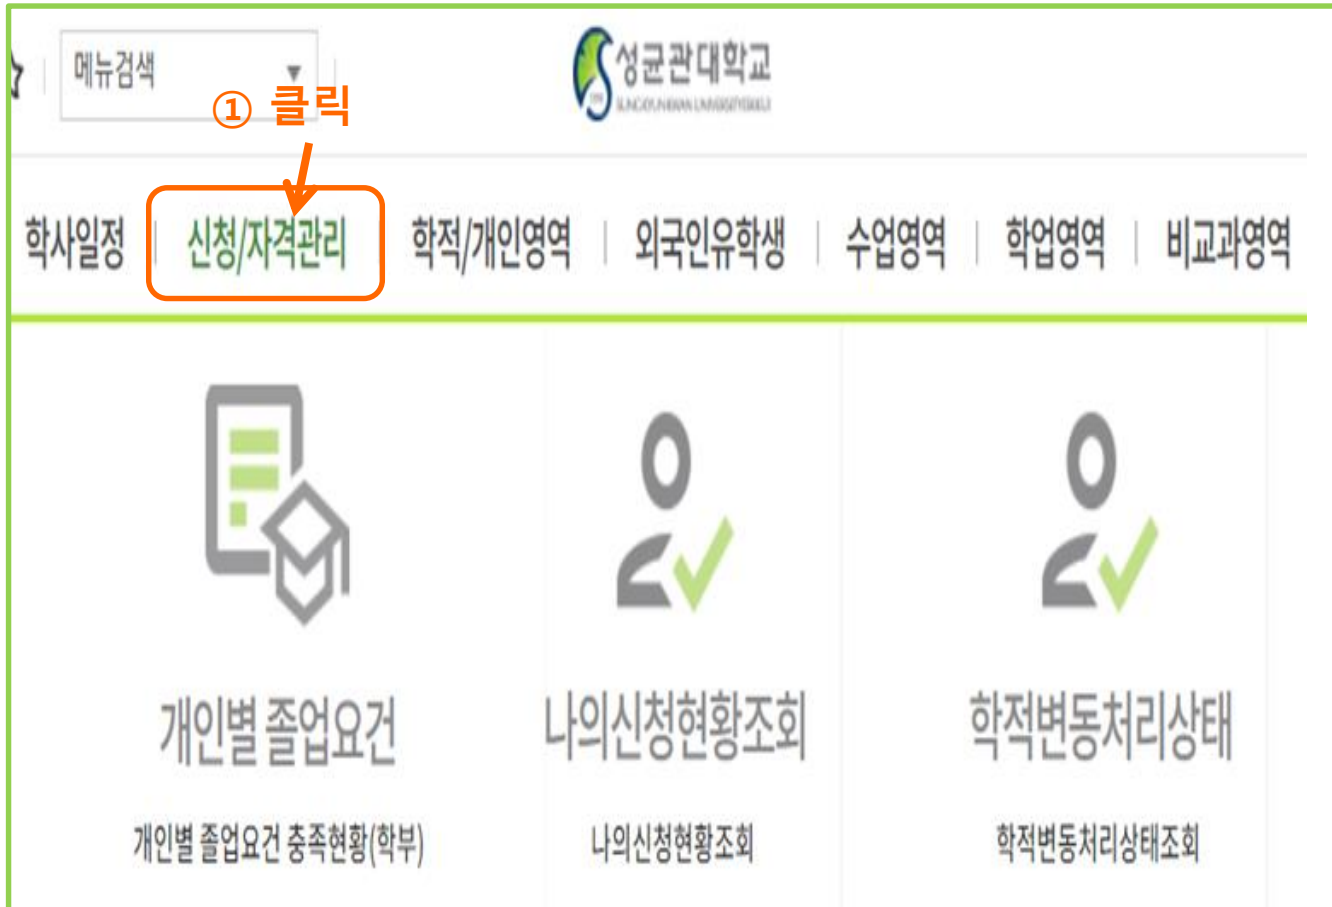 메뉴검색 ▼
성균관대학교
① 클릭
학사일정 | 신청/자격관리 | 학적/개인영역 | 외국인유학생 | 수업영역 | 학업영역 | 비교과영역
개인별 졸업요건 나의신청현황조회 학적변동처리상태
개인별 졸업요건 충족현황(학부) 나의신청현황조회 학적변동처리상태조회